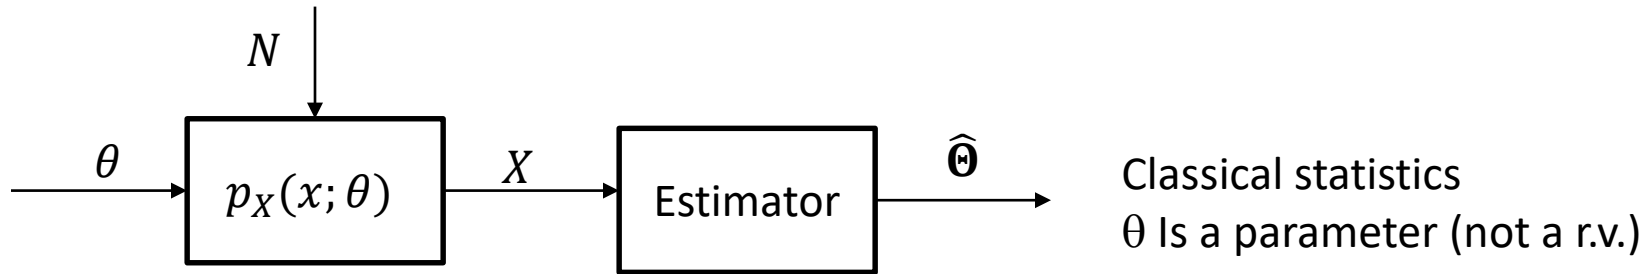 N
θ
p_X(x; θ)
X
Estimator
Θ̂
Classical statistics
θ Is a parameter (not a r.v.)